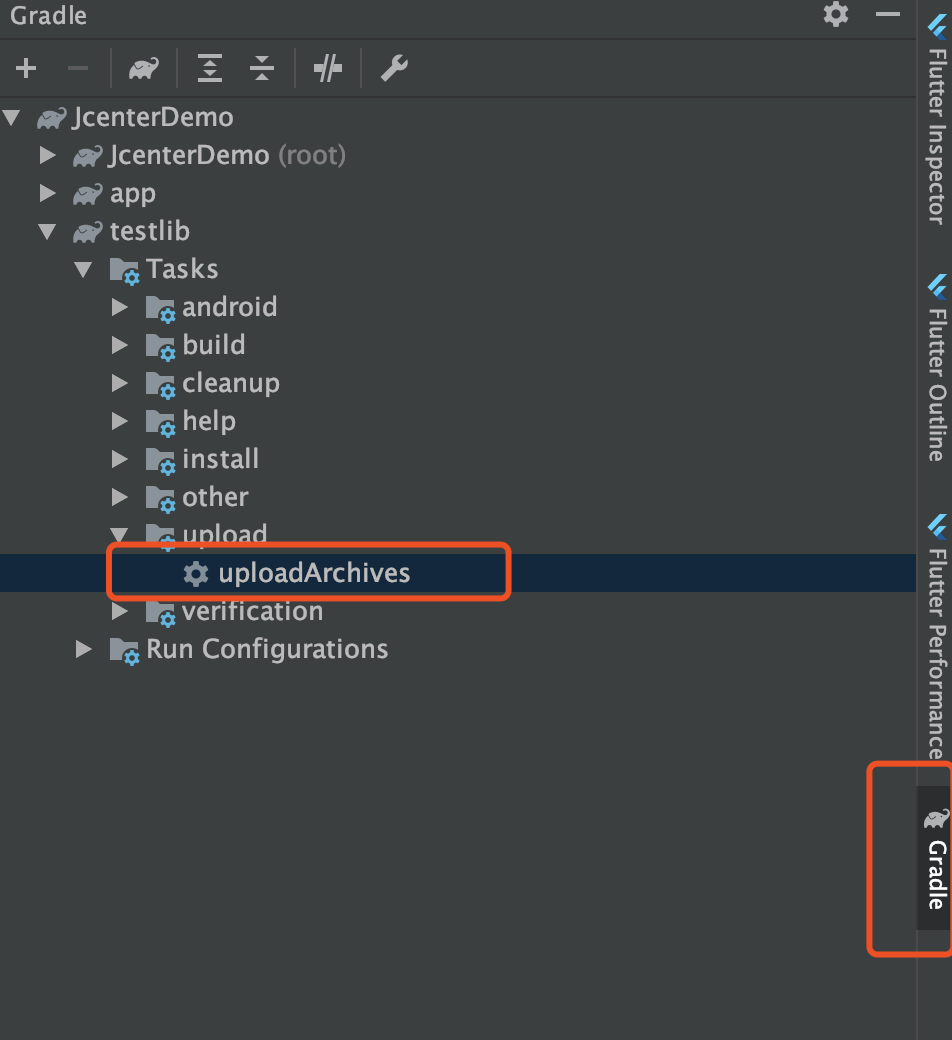 Gradle
JcenterDemo
JcenterDemo (root)
app
testlib
Tasks
android
build
cleanup
help
install
other
upload
uploadArchives
verification
Run Configurations
Flutter Inspector
Flutter Outline
Flutter Performance
Gradle